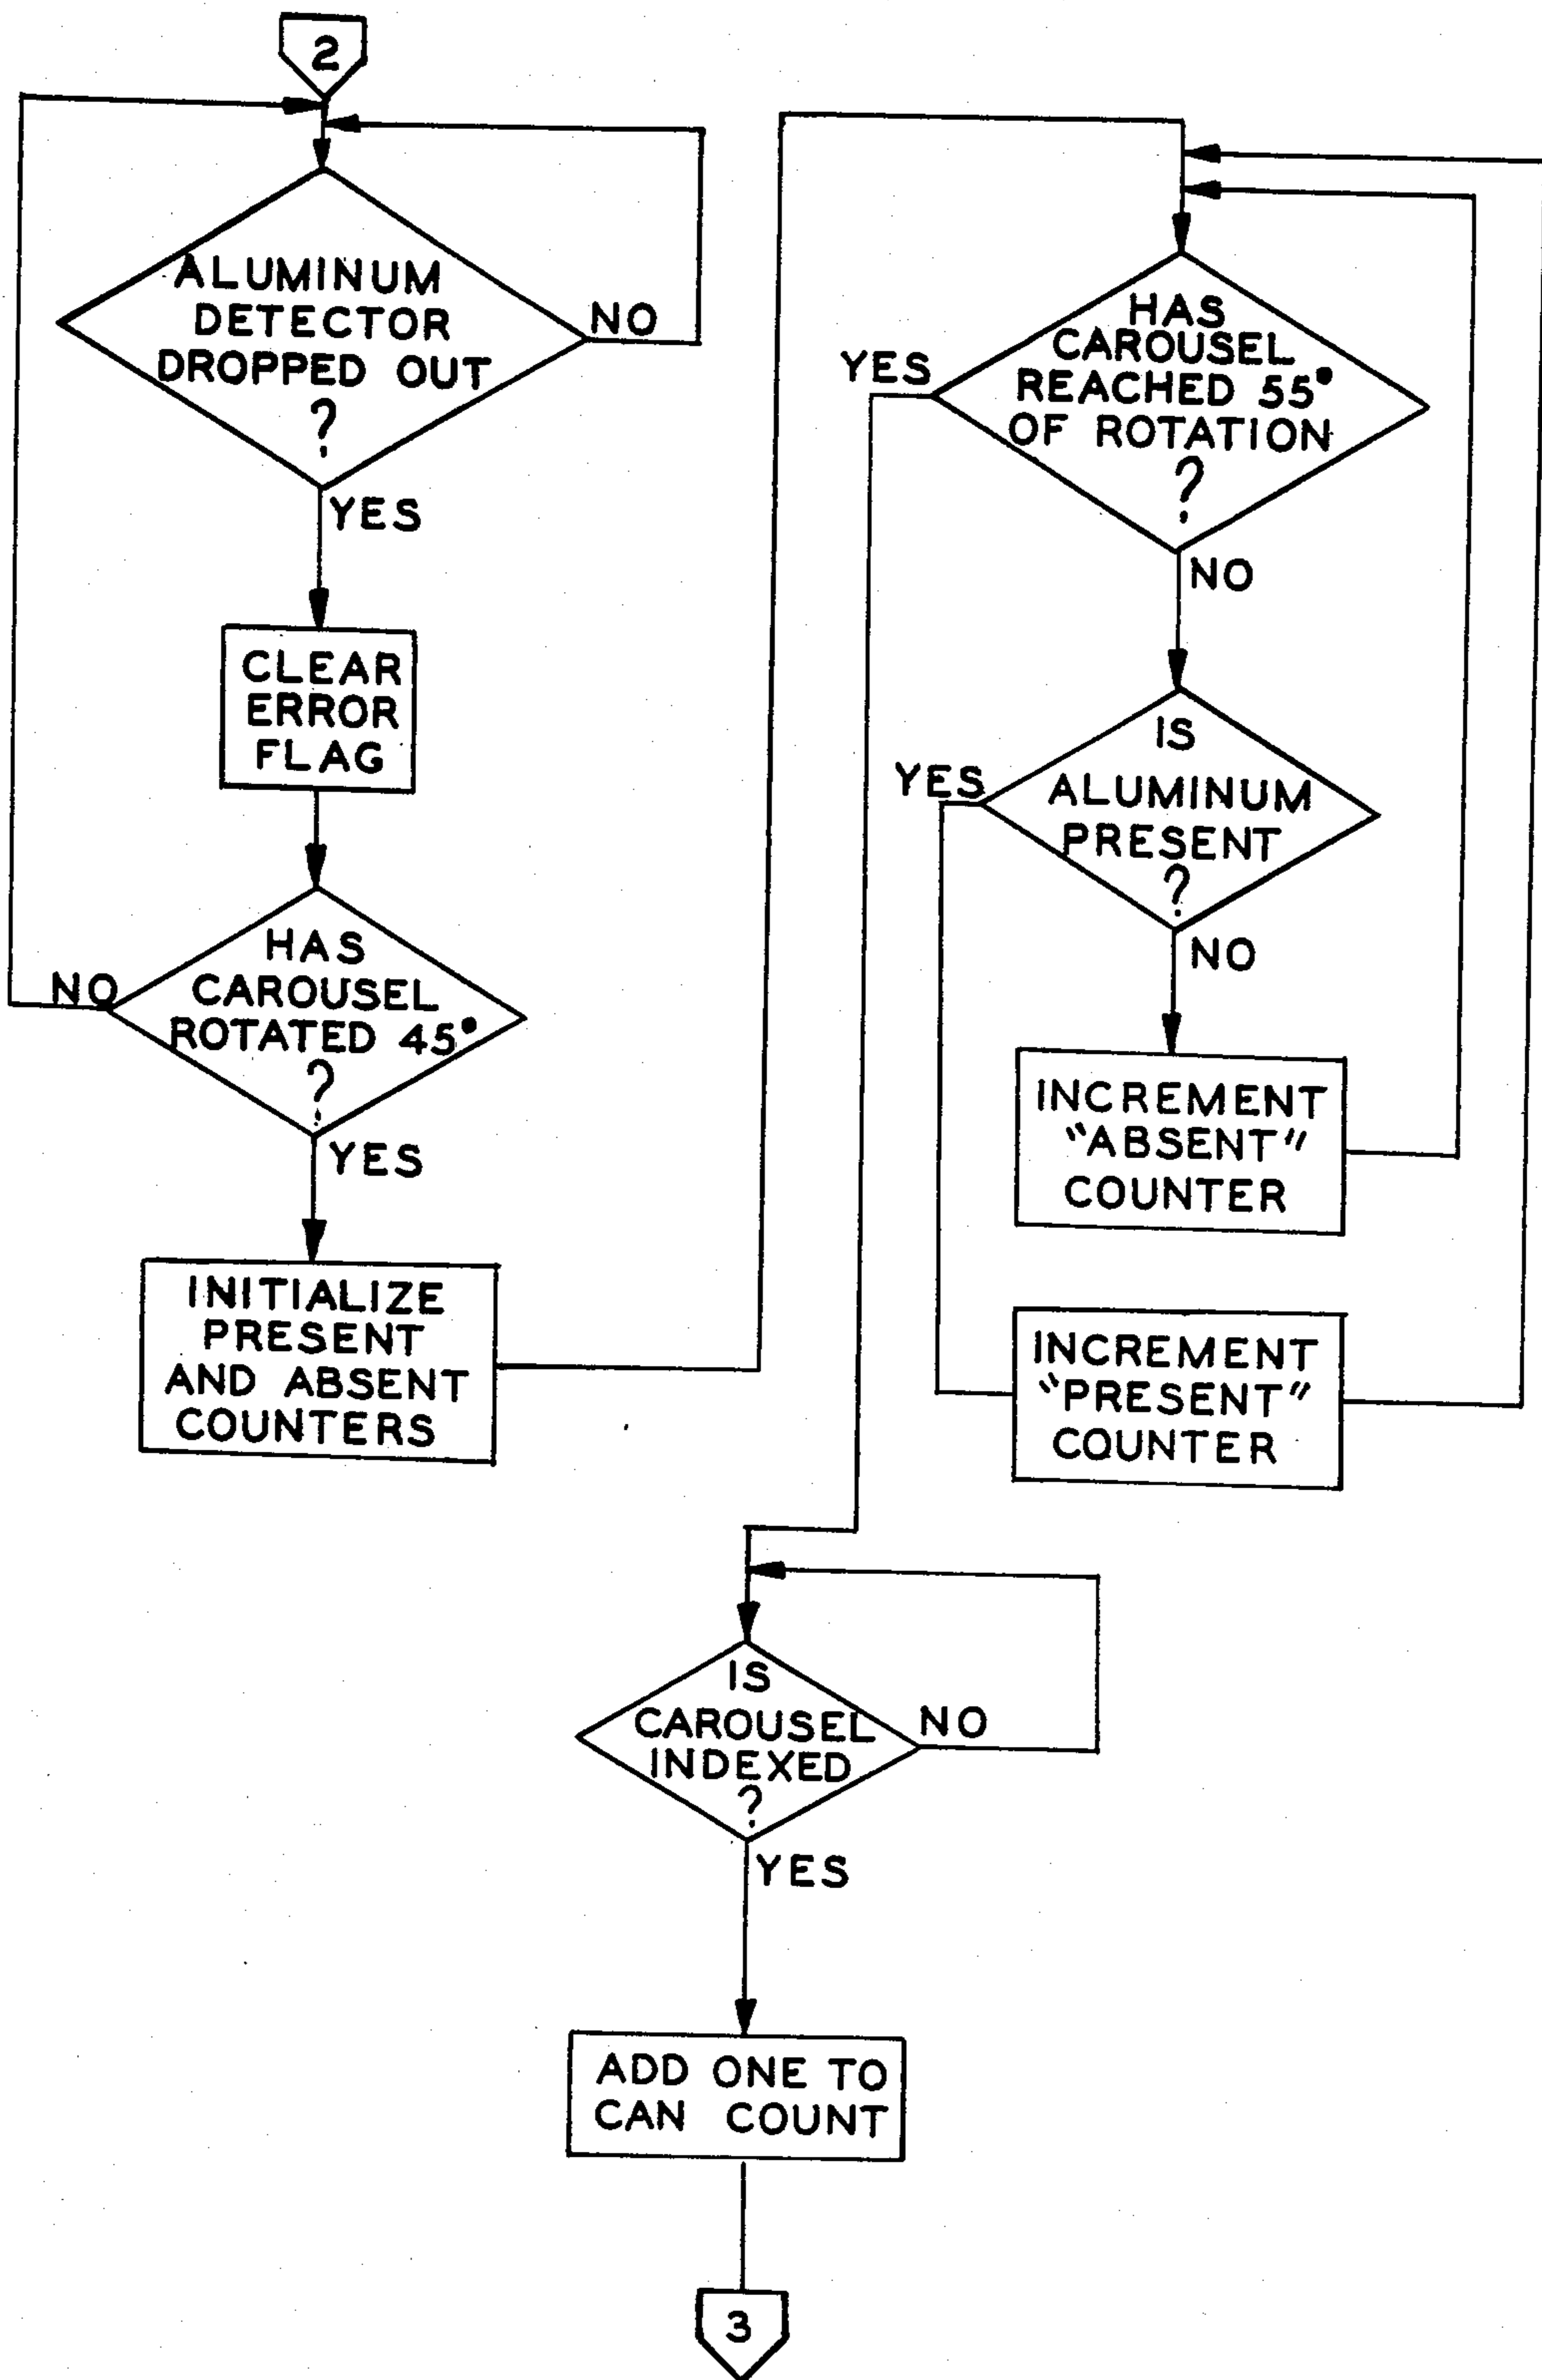 2
ALUMINUM
DETECTOR
DROPPED OUT
?
NO
YES
CLEAR
ERROR
FLAG
HAS
CAROUSEL
ROTATED 45°
?
NO
YES
INITIALIZE
PRESENT
AND ABSENT
COUNTERS
HAS
CAROUSEL
REACHED 55°
OF ROTATION
?
YES
NO
IS
ALUMINUM
PRESENT
?
YES
NO
INCREMENT
"ABSENT"
COUNTER
INCREMENT
"PRESENT"
COUNTER
IS
CAROUSEL
INDEXED
?
NO
YES
ADD ONE TO
CAN COUNT
3